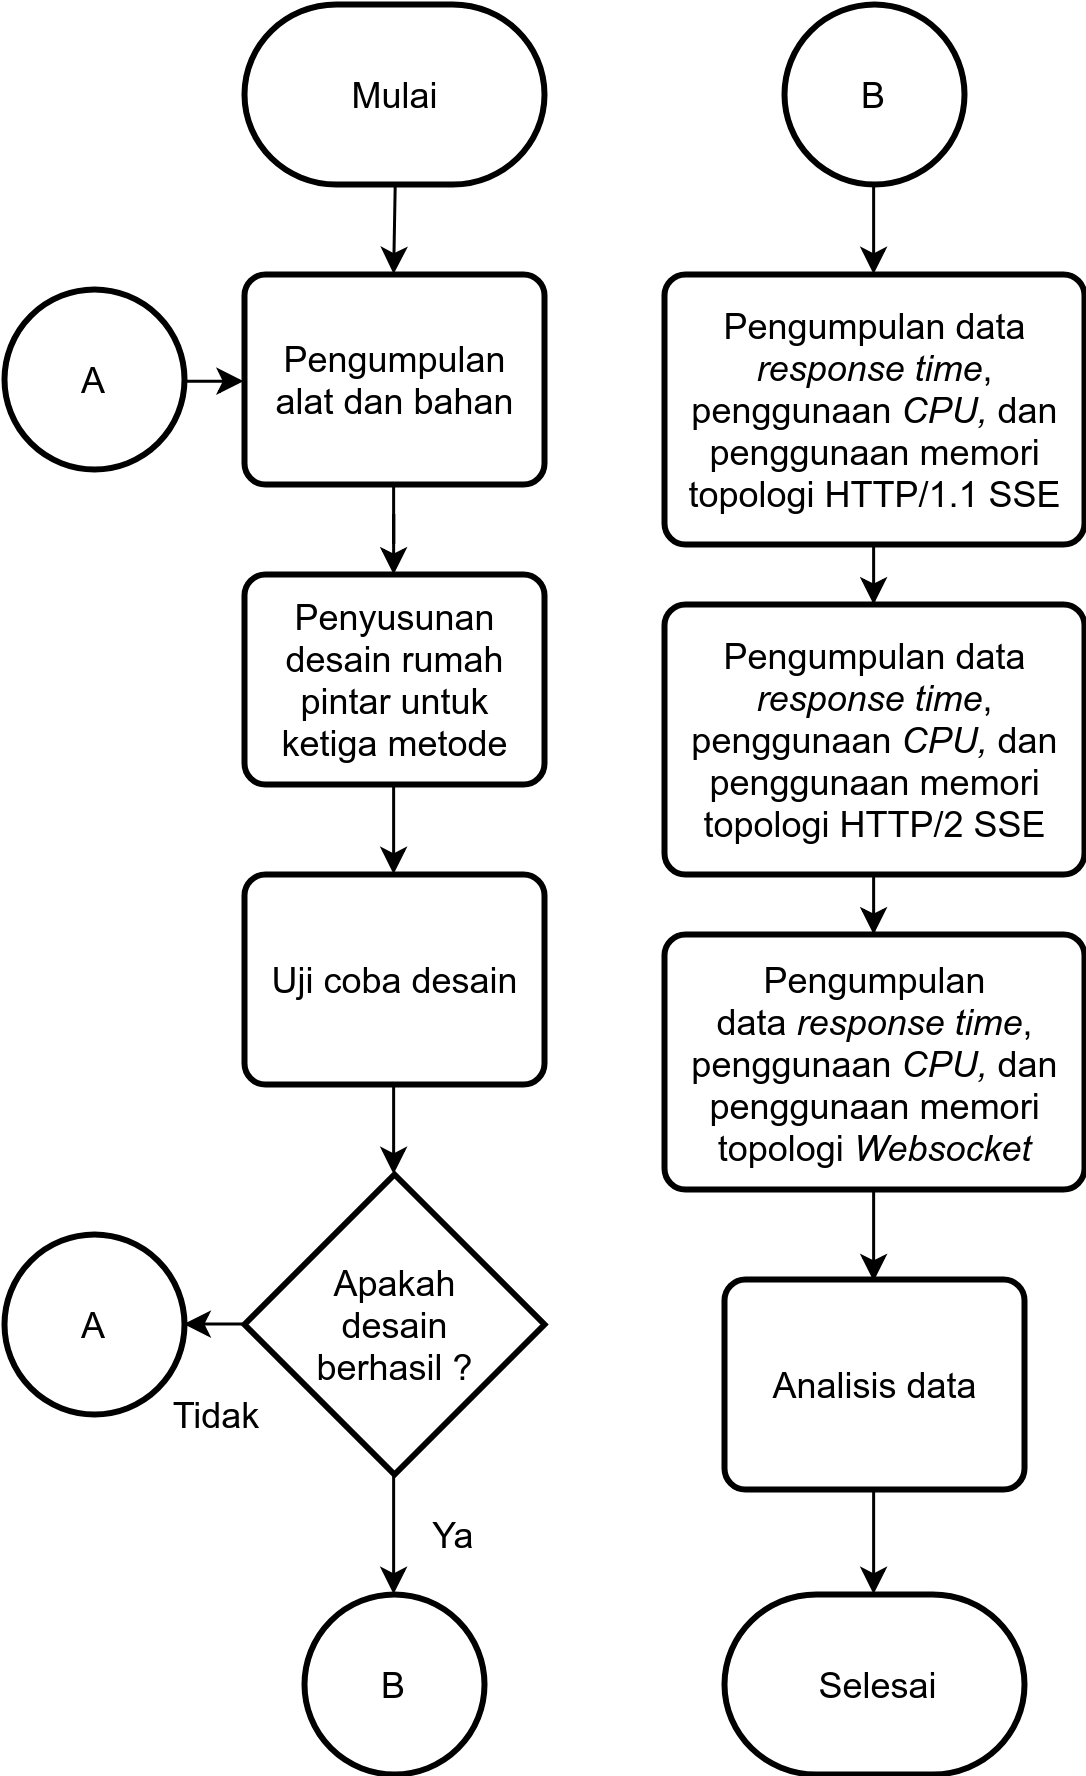 Mulai
A
Pengumpulan
alat dan bahan
Penyusunan
desain rumah
pintar untuk
ketiga metode
Uji coba desain
Apakah
desain
berhasil ?
A
Tidak
Ya
B
B
Pengumpulan data
response time,
penggunaan CPU, dan
penggunaan memori
topologi HTTP/1.1 SSE
Pengumpulan data
response time,
penggunaan CPU, dan
penggunaan memori
topologi HTTP/2 SSE
Pengumpulan
data response time,
penggunaan CPU, dan
penggunaan memori
topologi Websocket
Analisis data
Selesai